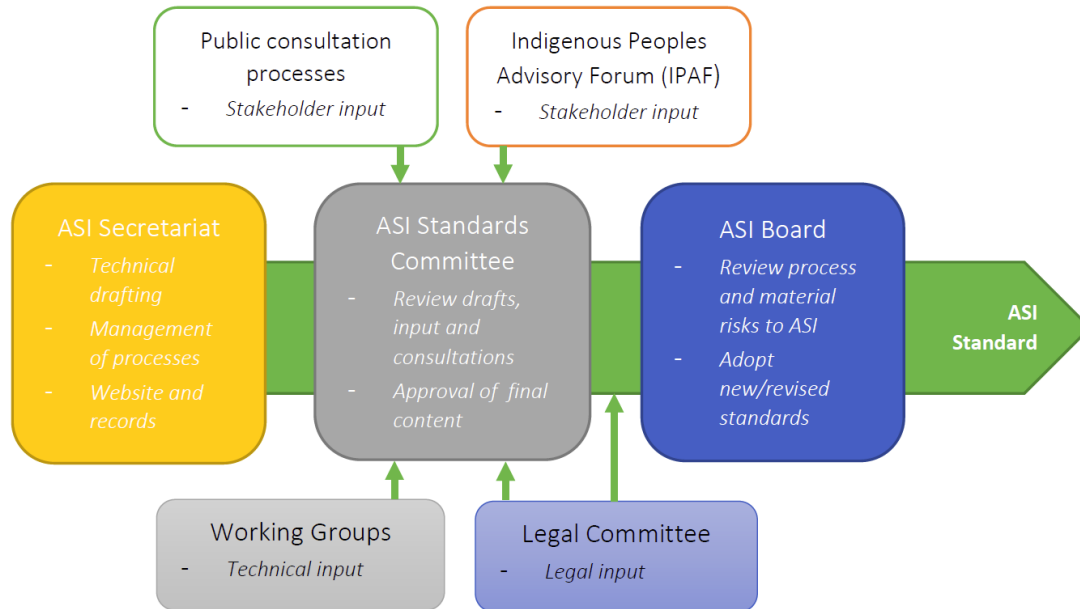 Public consultation
processes
- Stakeholder input
Indigenous Peoples
Advisory Forum (IPAF)
- Stakeholder input
ASI Secretariat
- Technical
drafting
- Management
of processes
- Website and
records
ASI Standards
Committee
- Review drafts,
input and
consultations
- Approval of final
content
ASI Board
- Review process
and material
risks to ASI
- Adopt
new/revised
standards
ASI
Standard
Working Groups
- Technical input
Legal Committee
- Legal input